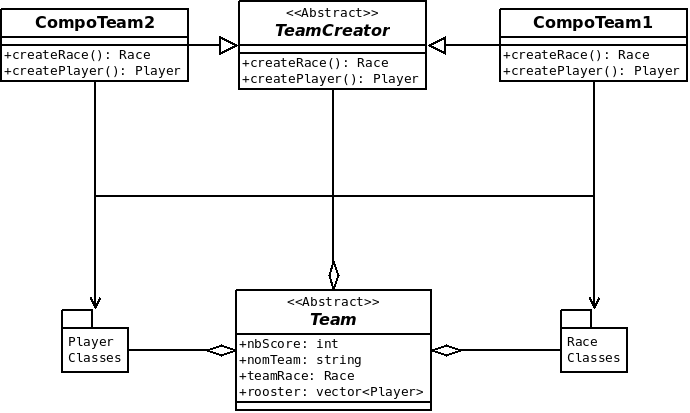 CompoTeam2
+createRace(): Race
+createPlayer(): Player
<<Abstract>>
TeamCreator
+createRace(): Race
+createPlayer(): Player
CompoTeam1
+createRace(): Race
+createPlayer(): Player
Player
Classes
<<Abstract>>
Team
+nbScore: int
+nomTeam: string
+teamRace: Race
+rooster: vector<Player>
Race
Classes